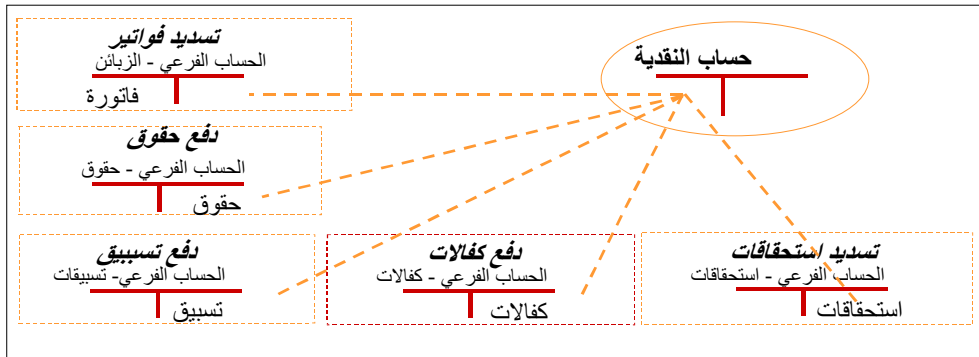 تسديد فواتير
الحساب الفرعي - الزبائن
فاتورة
حساب النقدية
دفع حقوق
الحساب الفرعي - حقوق
حقوق
تسديد استحقاقات
الحساب الفرعي - استحقاقات
استحقاقات
دفع كفالات
الحساب الفرعي - كفالات
كفالات
دفع تسببيق
الحساب الفرعي- تسبيقات
تسبيق